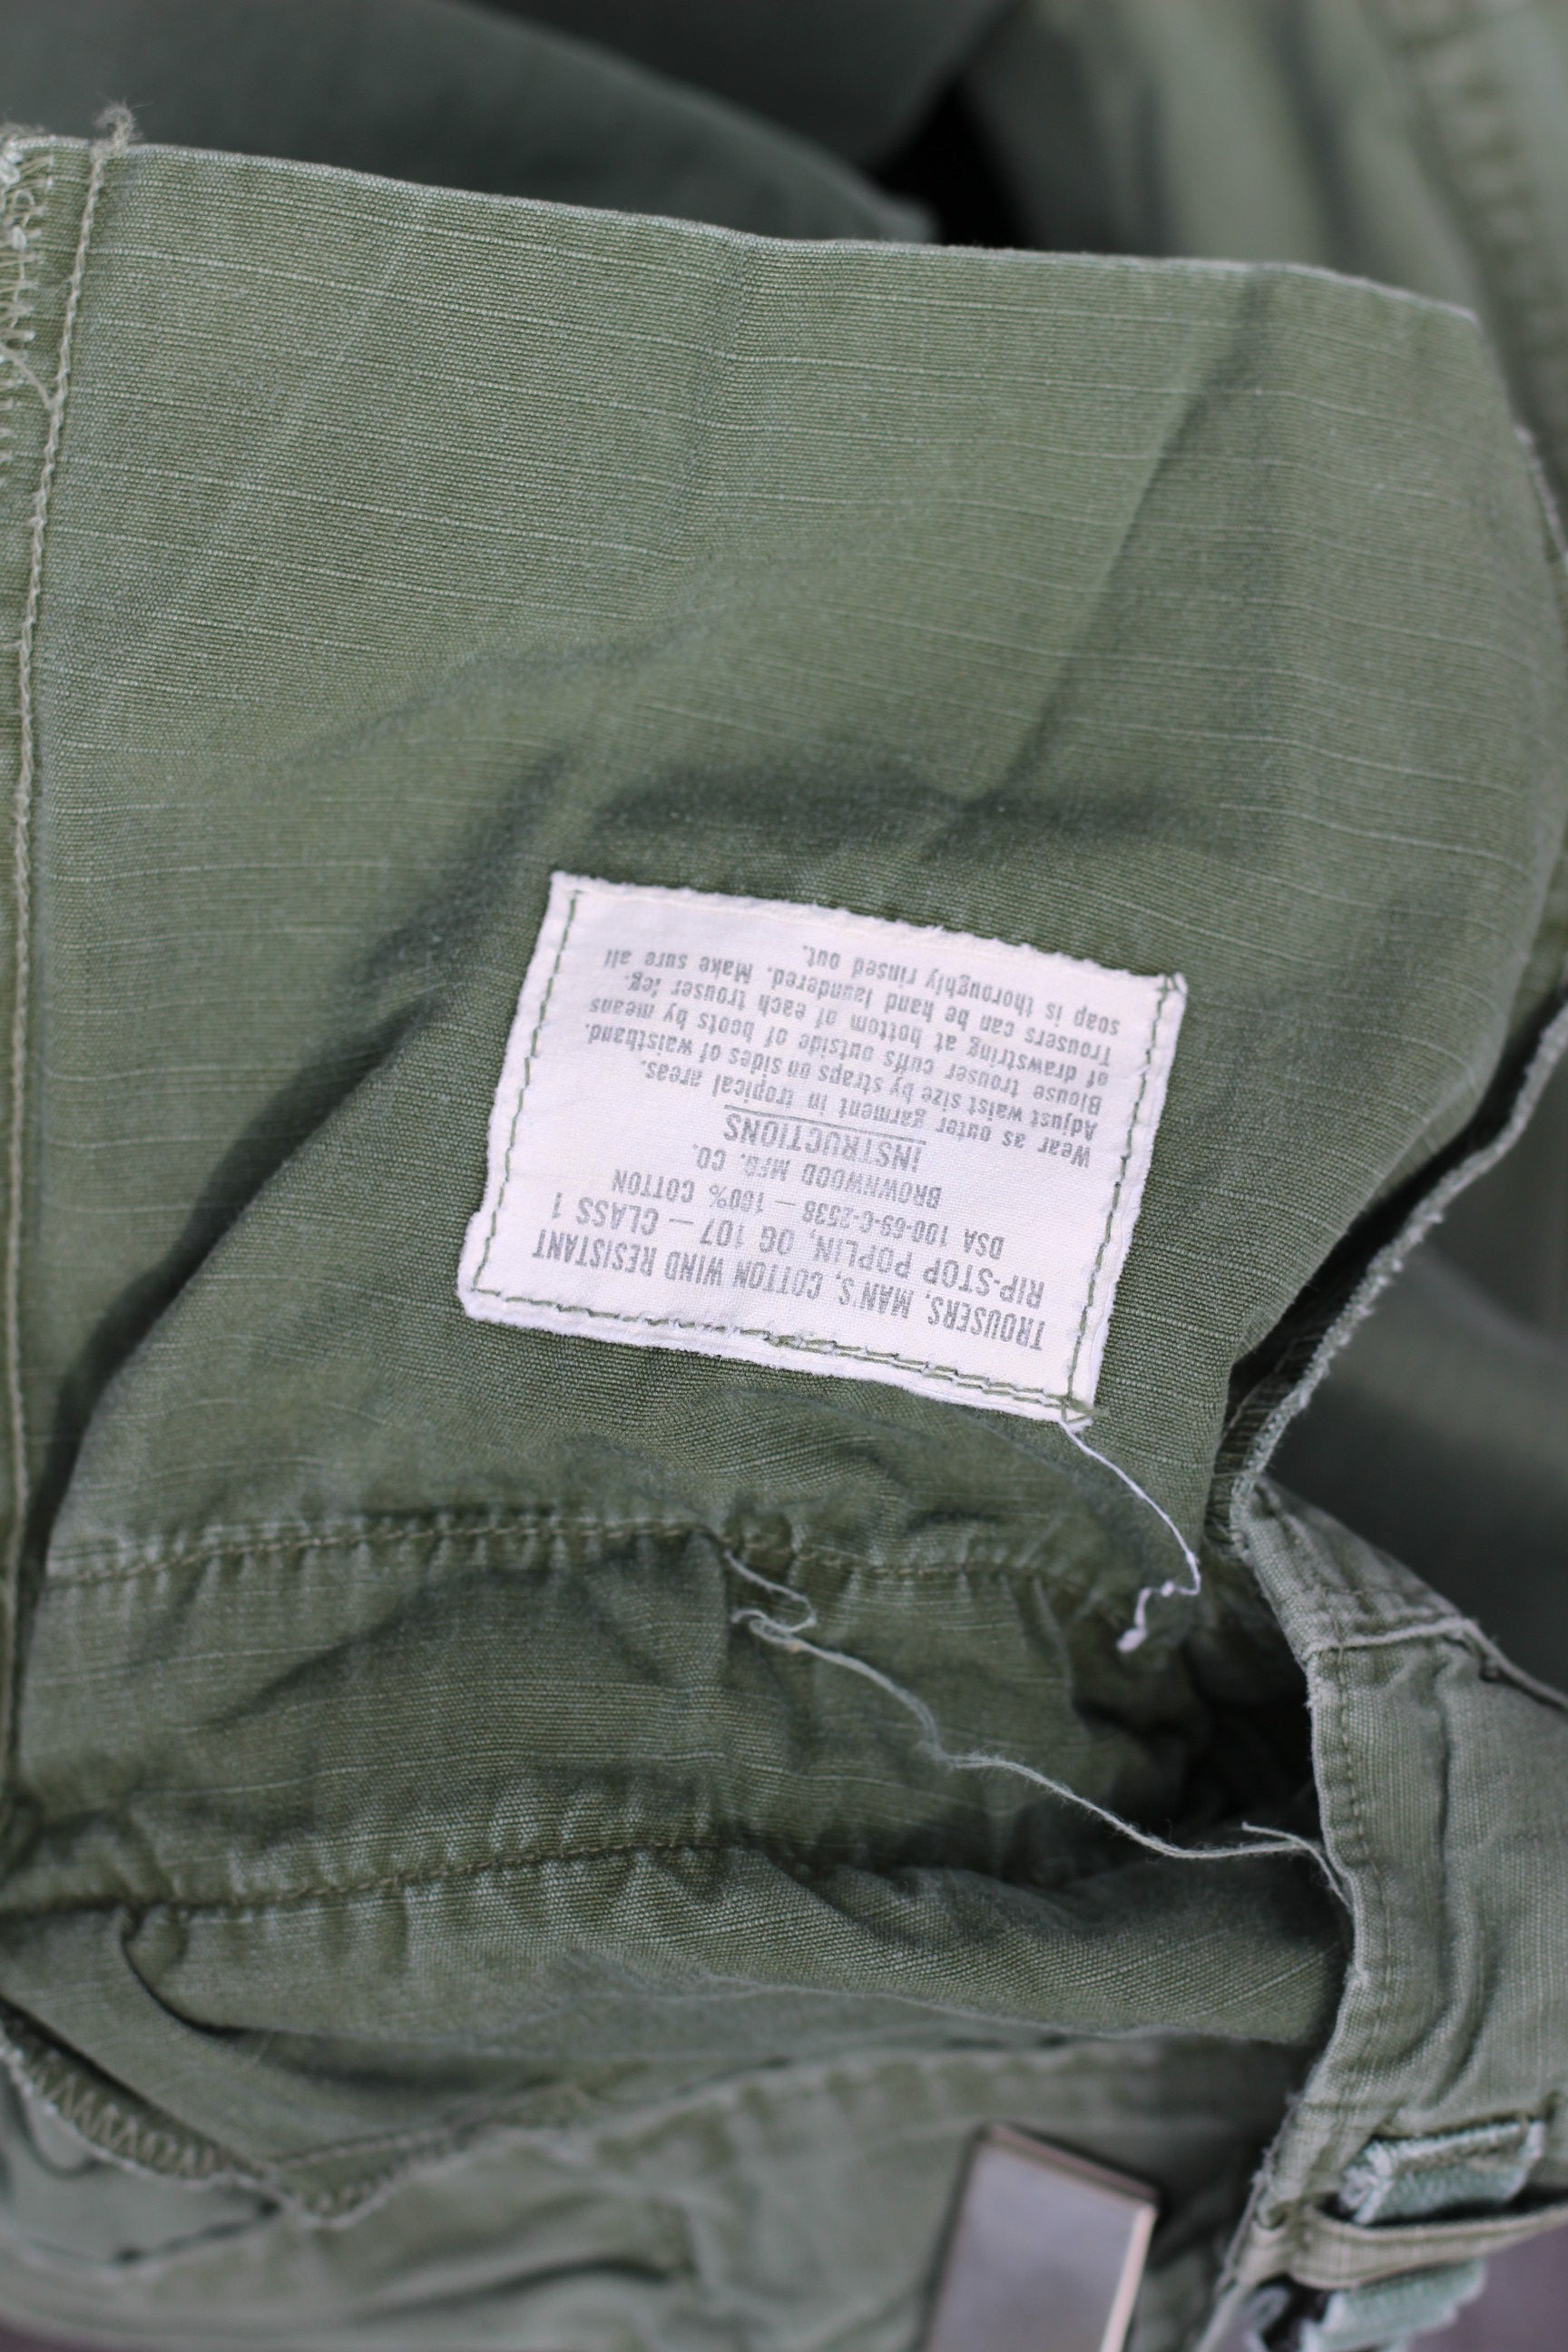 TROUSERS, MAN'S, COTTON WIND RESISTANT
RIP-STOP POPLIN, OG 107 — CLASS 1
DSA 100-69-C-2538 — 100% COTTON
BROWNWOOD MFG. CO.
INSTRUCTIONS
Wear as outer garment in tropical areas.
Adjust waist size by straps on sides of waistband.
Blouse trouser cuffs outside of boots by means
of drawstring at bottom of each trouser leg.
Trousers can be hand laundered. Make sure all
soap is thoroughly rinsed out.